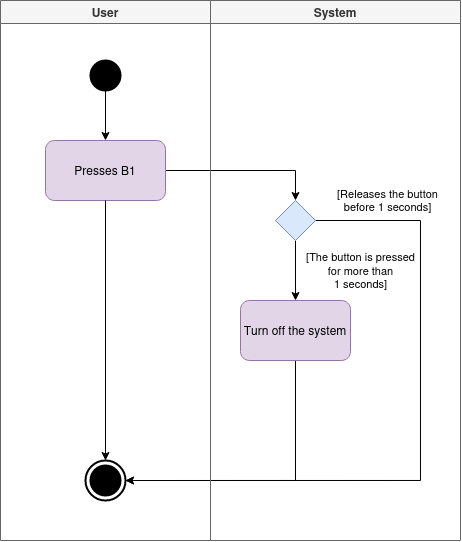 User
System
Presses B1
[Releases the button
before 1 seconds]
[The button is pressed
for more than
1 seconds]
Turn off the system